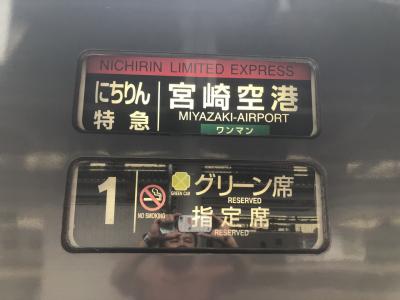 NICHIRIN LIMITED EXPRESS
にちりん
特急
宮崎空港
MIYAZAKI-AIRPORT
ワンマン
1
NO SMOKING
GREEN CAR
グリーン席
RESERVED
指定席
RESERVED